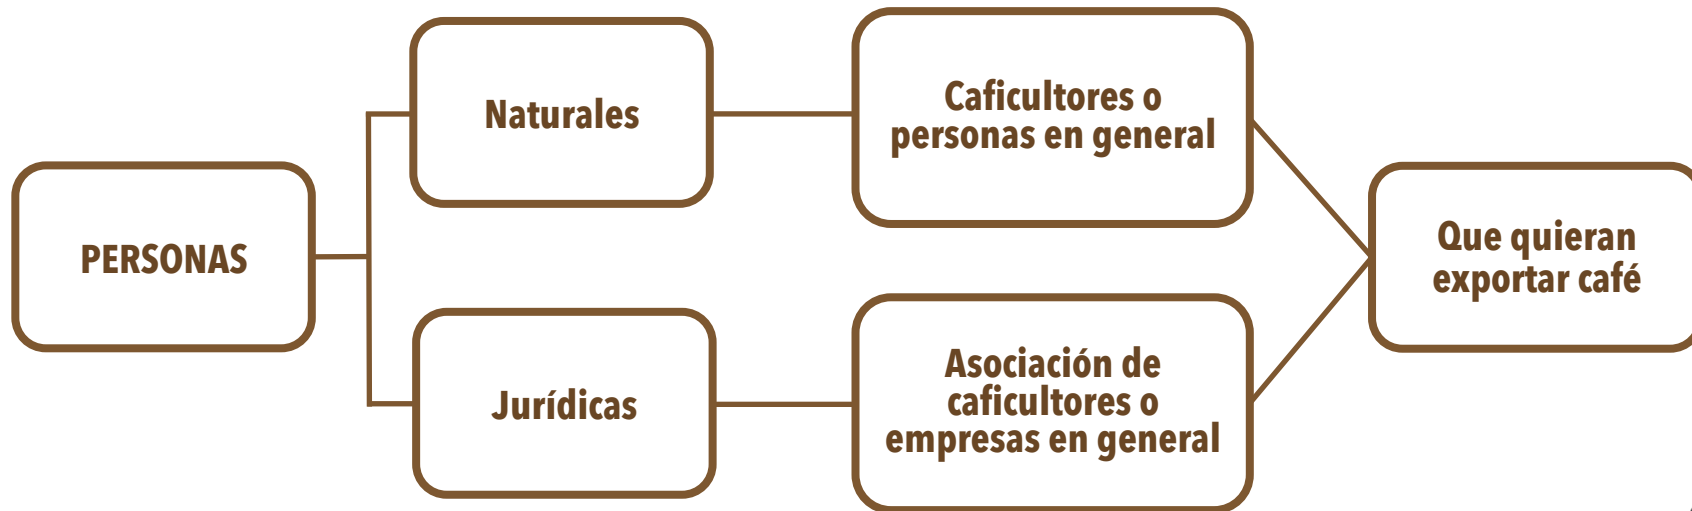 PERSONAS
Naturales
Caficultores o
personas en general
Jurídicas
Asociación de
caficultores o
empresas en general
Que quieran
exportar café